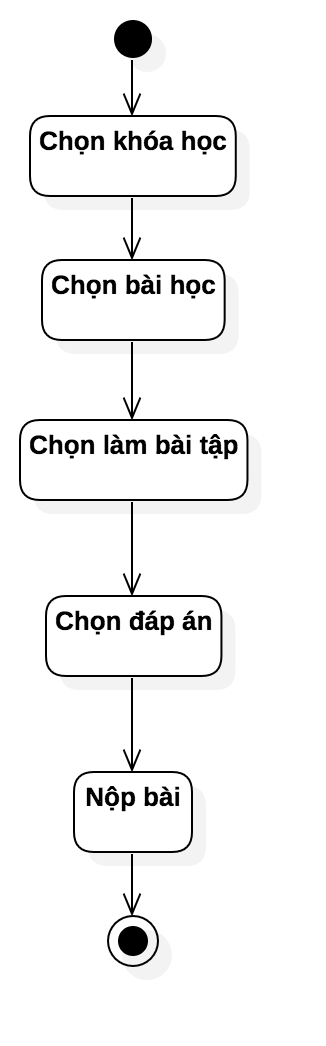 Chọn khóa học
Chọn bài học
Chọn làm bài tập
Chọn đáp án
Nộp bài